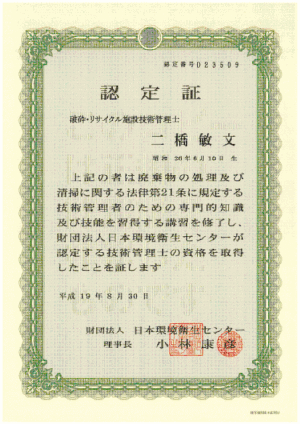 認定番号D23509
認定証
破砕・リサイクル施設技術管理士
二橋敏文
昭和26年6月10日生
上記の者は廃棄物の処理及び
清掃に関する法律第21条に規定する
技術管理者のための専門的知識
及び技能を習得する講習を修了し、
財団法人日本環境衛生センターが
認定する技術管理士の資格を取得
したことを証します
平成19年8月30日
財団法人 日本環境衛生センター
理事長 小林康彦